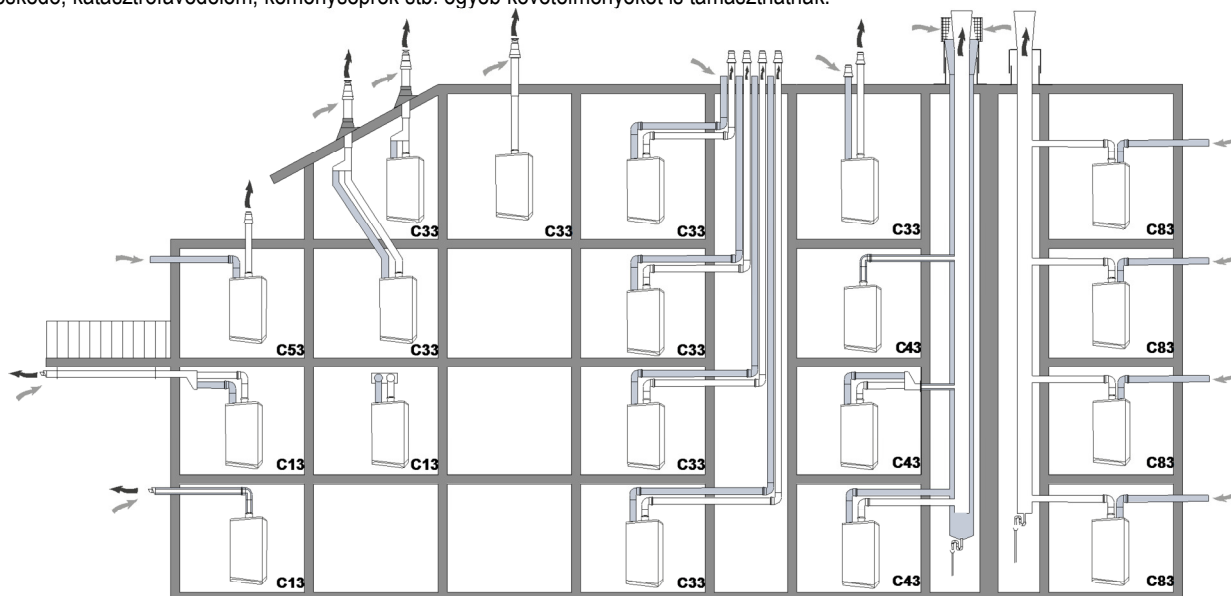 katasztrófavédelem, kéményseprők stb. egyéb követelményeket is támaszthatnak.
C33 C33 C33 C33 C83
C53 C33 C33 C43 C83
C13 C13 C33 C43 C83
C13 C33 C43 C83